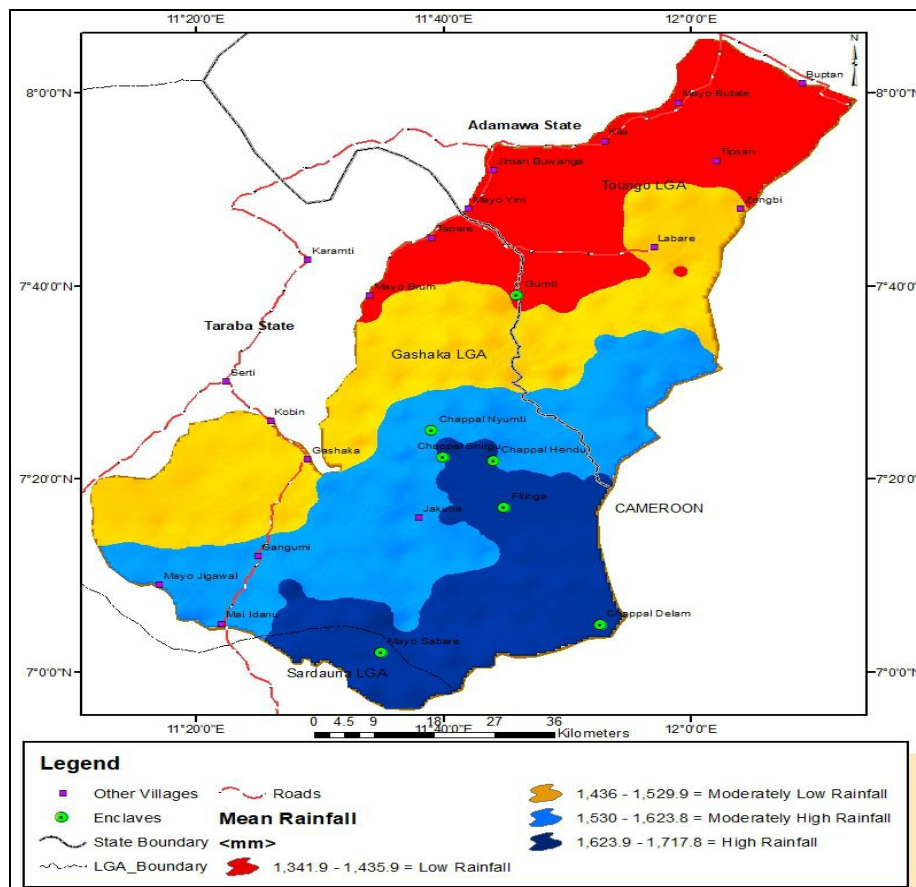 11°20'0"E 11°40'0"E 12°0'0"E
N
Buptan
8°0'0"N 8°0'0"N
Mayo Butale
Adamawa State
Kila
Tipsan
Jiman Buwanga
Toungo LGA
Mayo Yim
Zongbi
Tapare
Labare
Karamti
7°40'0"N Mayo Brum Gumti 7°40'0"N
Taraba State
Gashaka LGA
Serti
Kobin
Chappal Nyumti
Chappal Shirgu Chappal Hendu
Gashaka
7°20'0"N 7°20'0"N
Filinga
CAMEROON
Jakuba
Gangumi
Mayo Jigawal
Mai Idanu Chappal Delam
Mayo Sabere
7°0'0"N Sardauna LGA 7°0'0"N
11°20'0"E 11°40'0"E 12°0'0"E
0 4.5 9 18 27 36
Kilometers
Legend
Other Villages Roads 1,436 - 1,529.9 = Moderately Low Rainfall
Enclaves Mean Rainfall 1,530 - 1,623.8 = Moderately High Rainfall
State Boundary <mm> 1,623.9 - 1,717.8 = High Rainfall
LGA_Boundary 1,341.9 - 1,435.9 = Low Rainfall